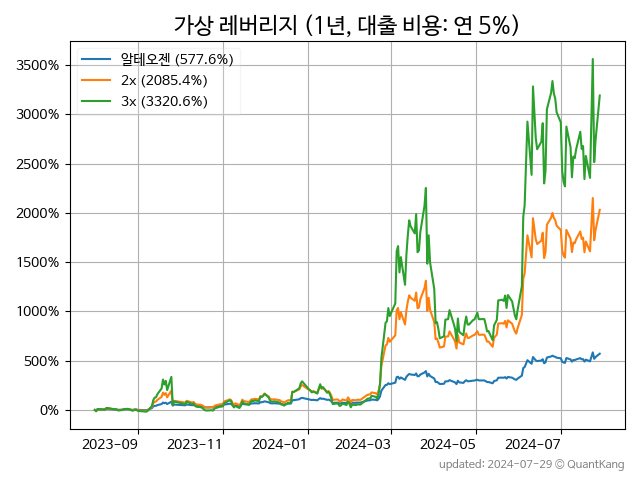 가상 레버리지 (1년, 대출 비용: 연 5%)
알테오젠 (577.6%)
2x (2085.4%)
3x (3320.6%)
3500%
3000%
2500%
2000%
1500%
1000%
500%
0%
2023-09 2023-11 2024-01 2024-03 2024-05 2024-07
updated: 2024-07-29 © QuantKang